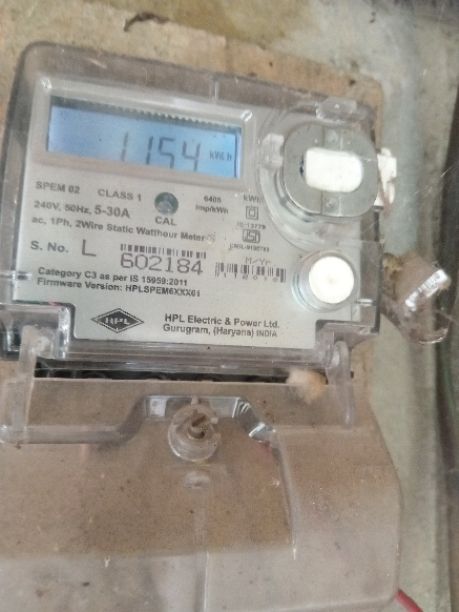 1154 kWh
SPEM 02 CLASS 1 6400 imp/kWh kWh
240V, 50Hz, 5-30A CAL
ac, 1Ph, 2Wire Static Watthour Meter
S. No. L 602184 M/Yr
Category C3 as per IS 15959:2011
Firmware Version:
HPL HPL Electric & Power Ltd.
Gurugram, (Haryana) INDIA